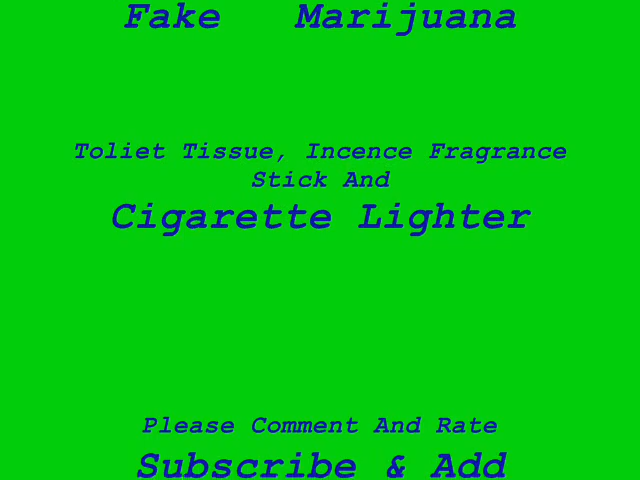 Fake Marijuana
Toliet Tissue, Incence Fragrance
Stick And
Cigarette Lighter
Please Comment And Rate
Subscribe & Add